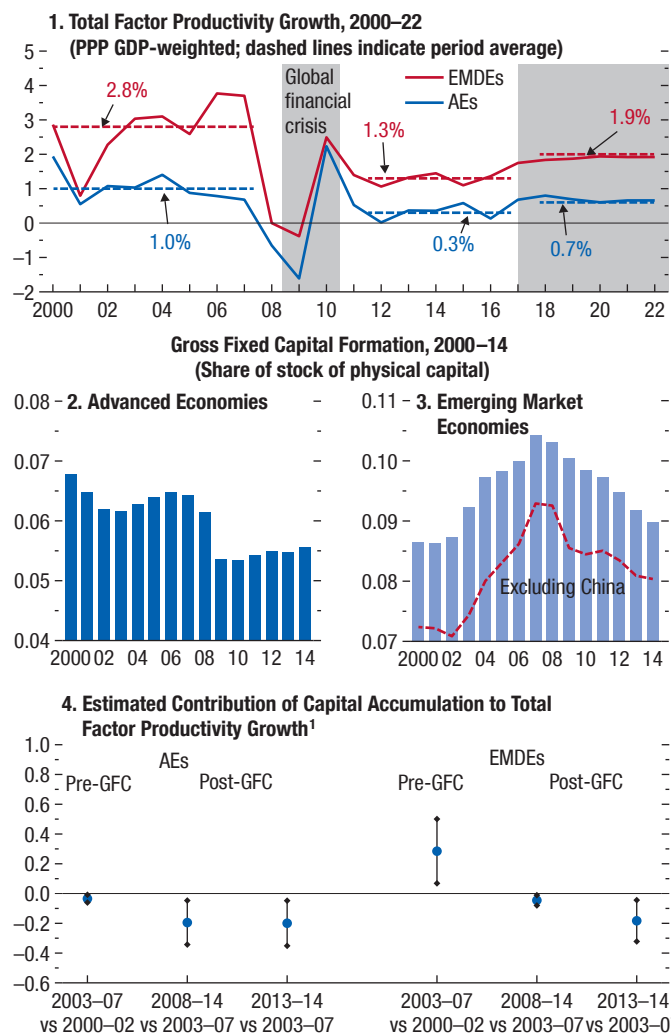 1. Total Factor Productivity Growth, 2000–22
(PPP GDP-weighted; dashed lines indicate period average)
5
4
3
2
1
0
–1
–2
Global
financial
crisis
EMDEs
AEs
2.8%
1.3%
1.9%
1.0%
0.3%
0.7%
2000 02 04 06 08 10 12 14 16 18 20 22
Gross Fixed Capital Formation, 2000–14
(Share of stock of physical capital)
2. Advanced Economies
0.08
0.07
0.06
0.05
0.04
2000 02 04 06 08 10 12 14
3. Emerging Market
Economies
0.11
0.10
0.09
0.08
0.07
Excluding China
2000 02 04 06 08 10 12 14
4. Estimated Contribution of Capital Accumulation to Total
Factor Productivity Growth¹
1.0
0.8
0.6
0.4
0.2
0.0
–0.2
–0.4
–0.6
AEs EMDEs
Pre-GFC Post-GFC Pre-GFC Post-GFC
2003–07 2008–14 2013–14 2003–07 2008–14 2013–14
vs 2000–02 vs 2003–07 vs 2003–07 vs 2000–02 vs 2003–07 vs 2003–0